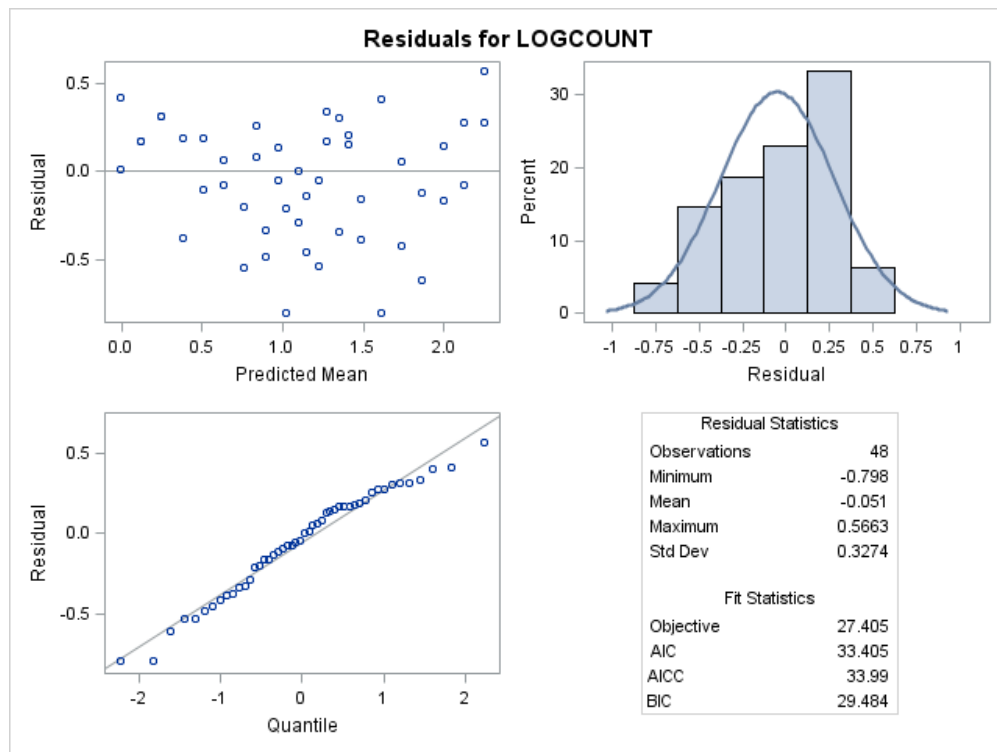 Residuals for LOGCOUNT
0.5
0.0
-0.5
Residual
0.0 0.5 1.0 1.5 2.0
Predicted Mean
30
20
10
0
Percent
-1 -0.75 -0.5 -0.25 0 0.25 0.5 0.75 1
Residual
0.5
0.0
-0.5
Residual
-2 -1 0 1 2
Quantile
Residual Statistics
Observations 48
Minimum -0.798
Mean -0.051
Maximum 0.5663
Std Dev 0.3274
Fit Statistics
Objective 27.405
AIC 33.405
AICC 33.99
BIC 29.484